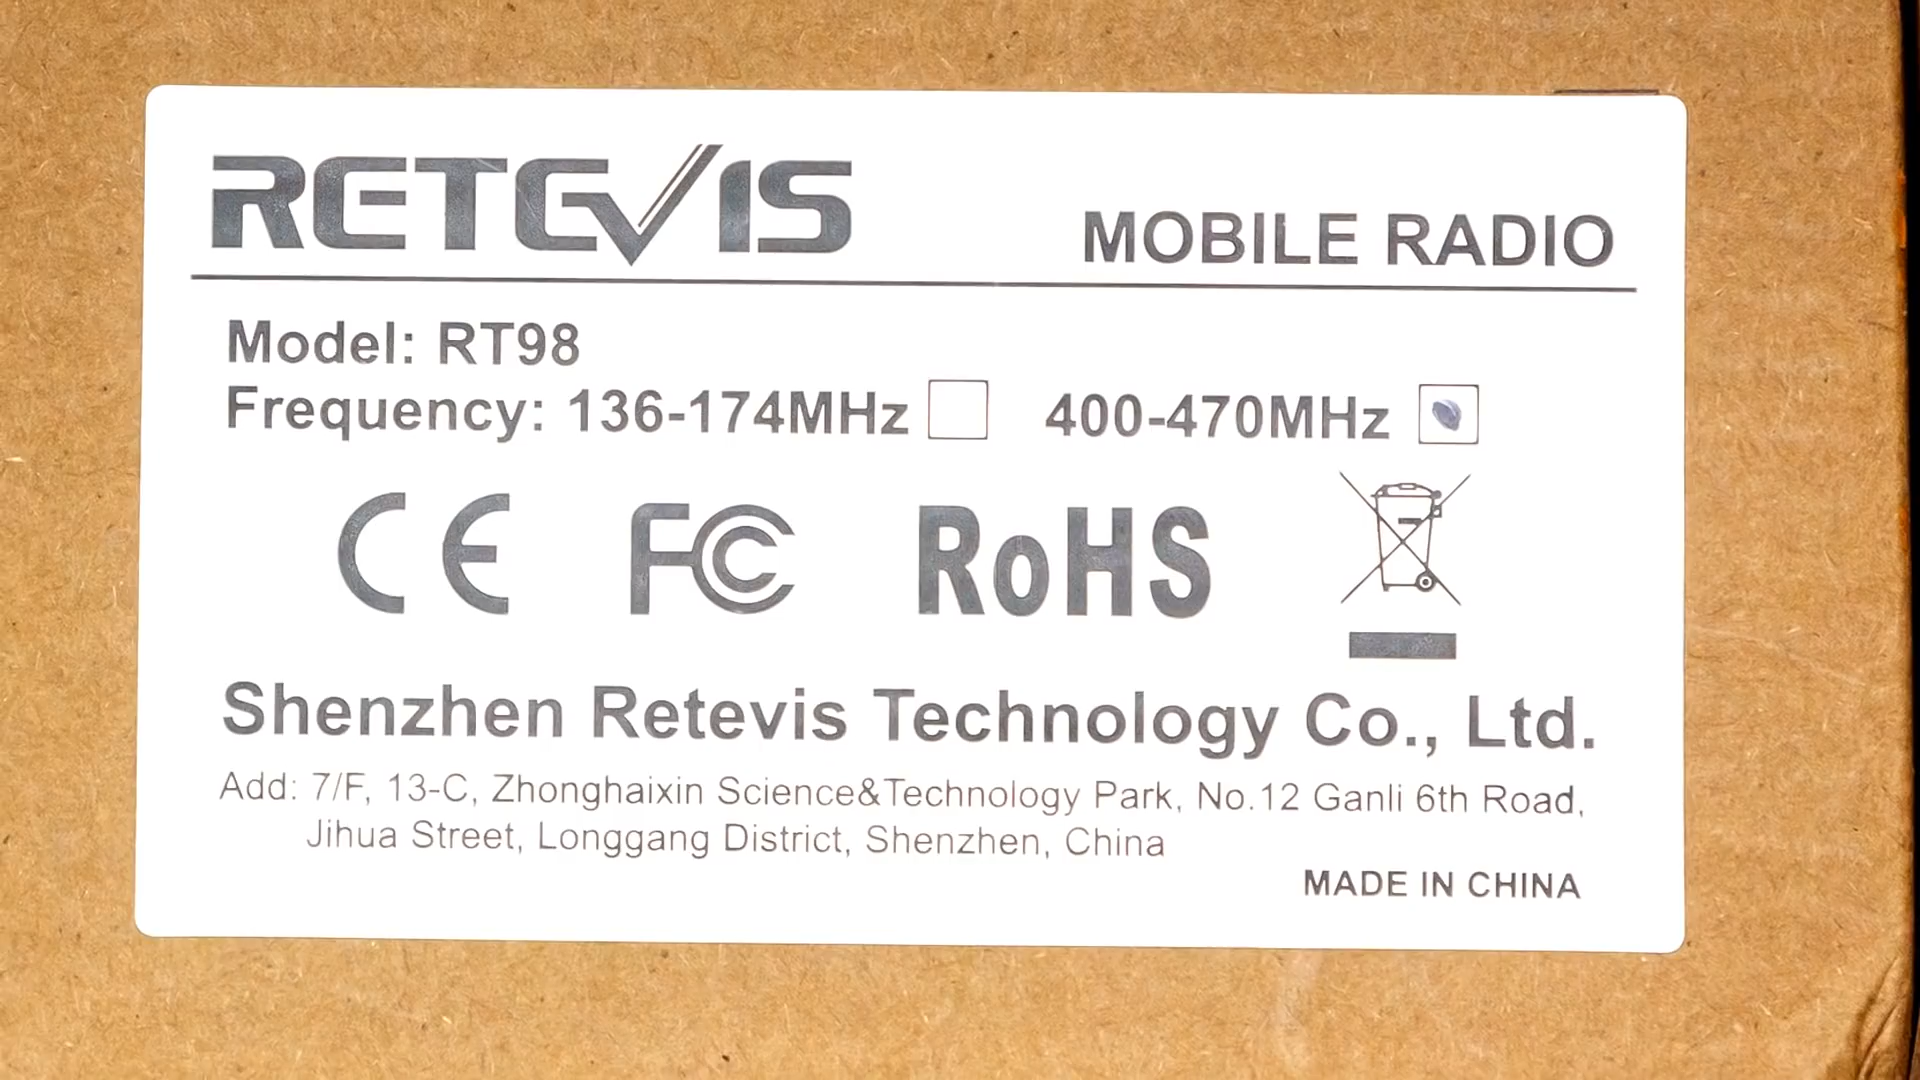 RETEVIS
MOBILE RADIO
Model: RT98
Frequency: 136-174MHz 400-470MHz
CE FC RoHS
Shenzhen Retevis Technology Co., Ltd.
Add: 7/F, 13-C, Zhonghaixin Science&Technology Park, No.12 Ganli 6th Road,
Jihua Street, Longgang District, Shenzhen, China
MADE IN CHINA